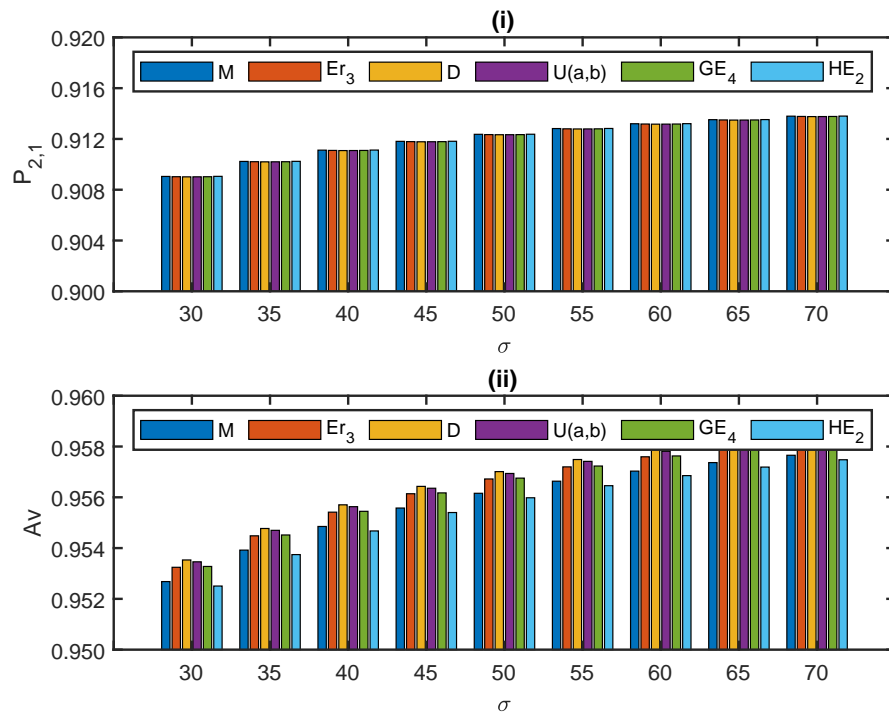 (i)
0.920
0.916
0.912
0.908
0.904
0.900
P2,1
M Er3 D U(a,b) GE4 HE2
30 35 40 45 50 55 60 65 70
σ
(ii)
0.960
0.958
0.956
0.954
0.952
0.950
Av
M Er3 D U(a,b) GE4 HE2
30 35 40 45 50 55 60 65 70
σ